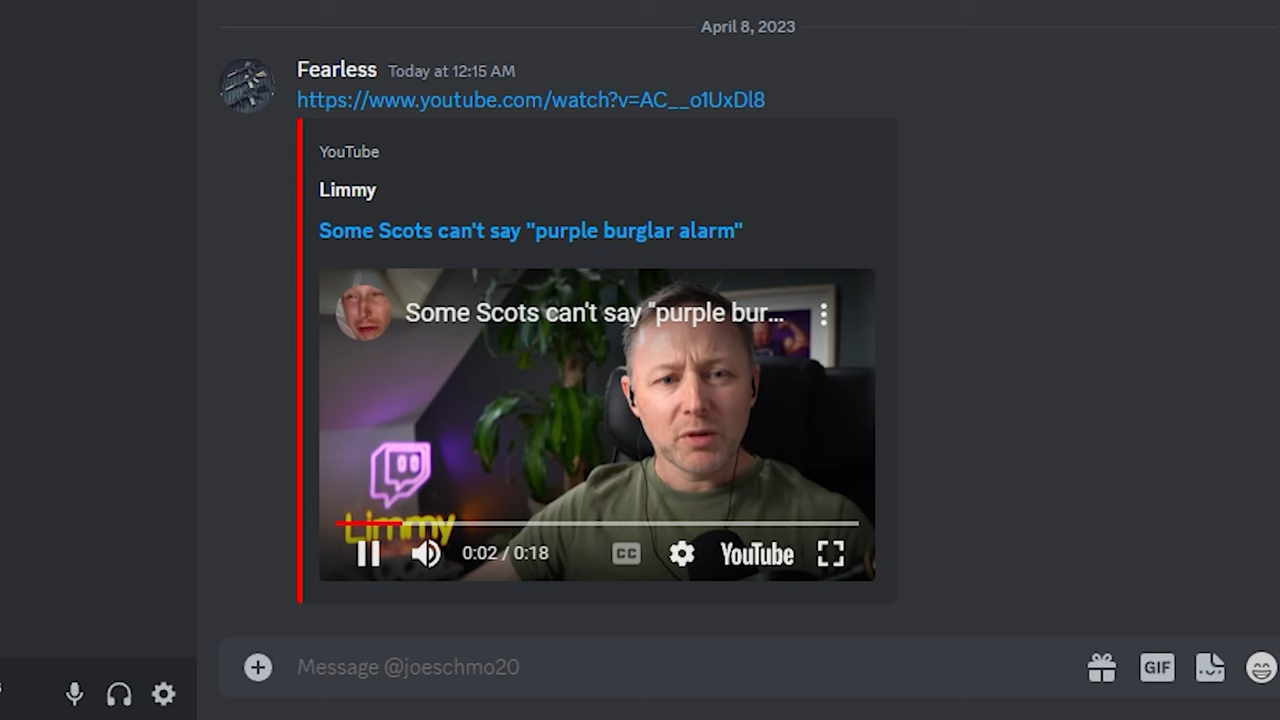 April 8, 2023
Fearless Today at 12:15 AM
https://www.youtube.com/watch?v=AC__o1UxDl8
YouTube
Limmy
Some Scots can't say "purple burglar alarm"
Some Scots can't say "purple bur...
Limmy
0:02 / 0:18 CC YouTube
Message @joeschmo20 GIF